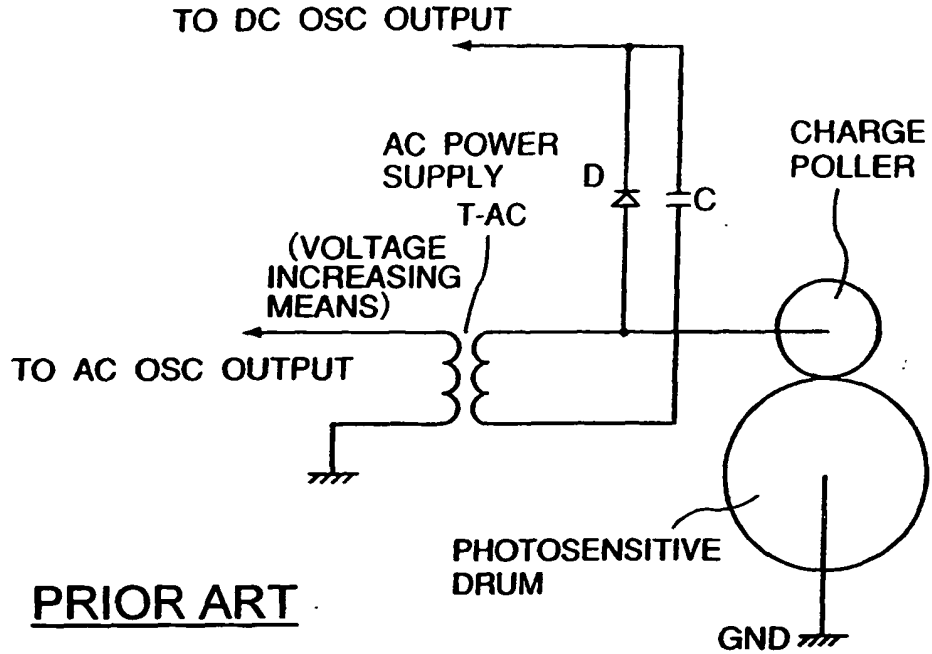 TO DC OSC OUTPUT
AC POWER
SUPPLY
T-AC
(VOLTAGE
INCREASING
MEANS)
TO AC OSC OUTPUT
D
C
CHARGE
POLLER
PHOTOSENSITIVE
DRUM
GND
PRIOR ART